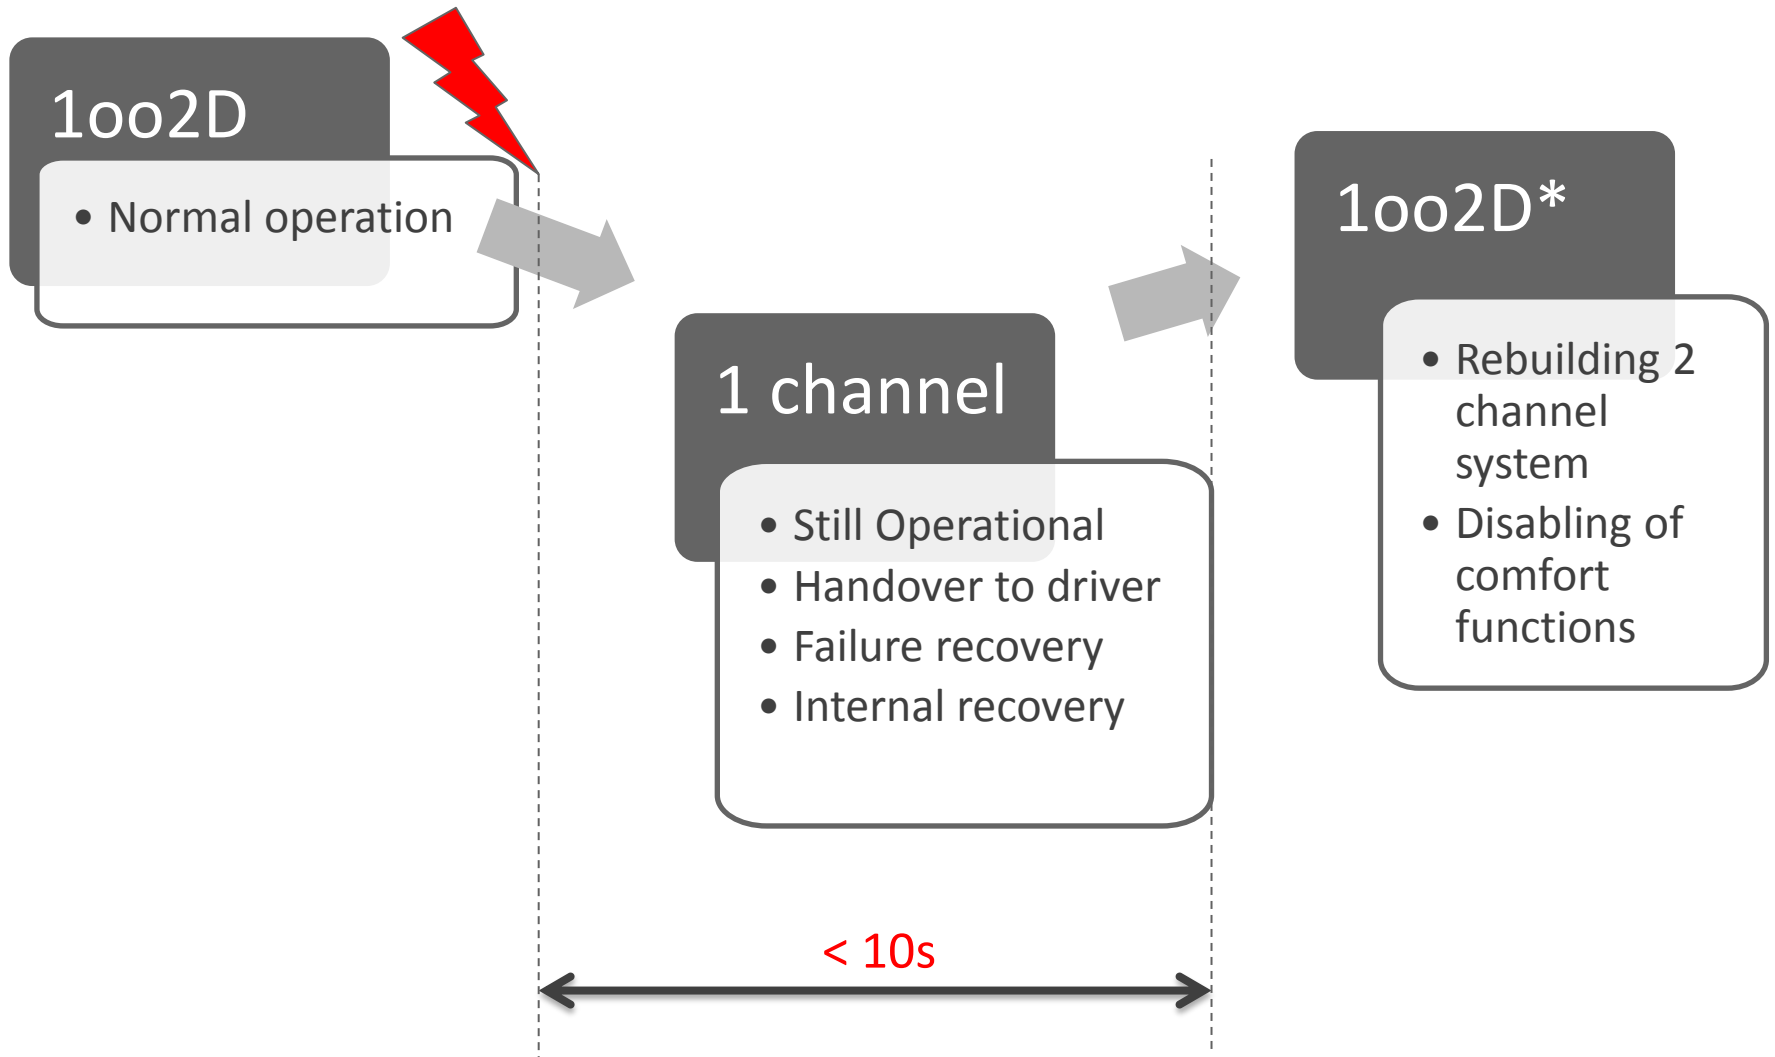 1oo2D
• Normal operation
1 channel
• Still Operational
• Handover to driver
• Failure recovery
• Internal recovery
1oo2D*
• Rebuilding 2
channel
system
• Disabling of
comfort
functions
< 10s